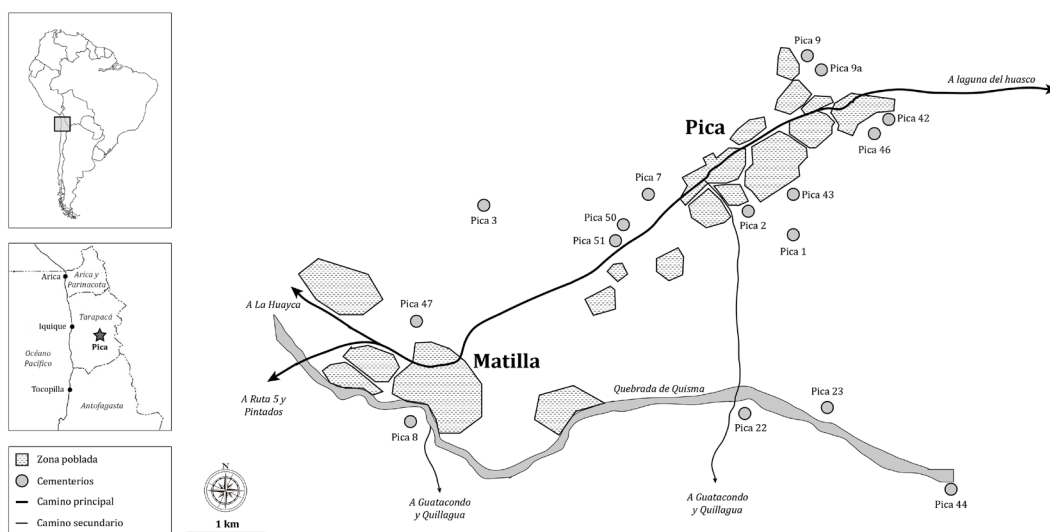 Arica
Arica y
Parinacota
Tarapacá
Iquique
Pica
Océano
Pacífico
Tocopilla
Antofagasta
Zona poblada
Cementerios
Camino principal
Camino secundario
N
1 km
Pica 9
Pica 9a
A laguna del huasco
Pica
Pica 42
Pica 46
Pica 7
Pica 43
Pica 3
Pica 50
Pica 2
Pica 51
Pica 1
A La Huayca
Pica 47
Matilla
A Ruta 5 y
Pintados
Quebrada de Quisma
Pica 23
Pica 8
Pica 22
A Guatacondo
y Quillagua
A Guatacondo
y Quillagua
Pica 44